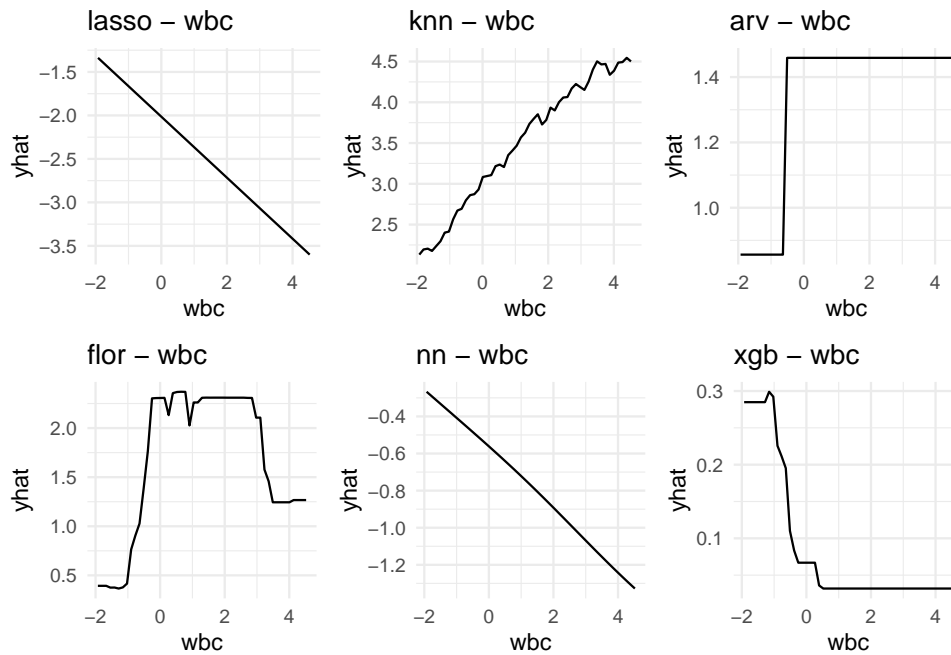 lasso − wbc
yhat
−1.5
−2.0
−2.5
−3.0
−3.5
−2 0 2 4
wbc
knn − wbc
yhat
4.5
4.0
3.5
3.0
2.5
−2 0 2 4
wbc
arv − wbc
yhat
1.4
1.2
1.0
−2 0 2 4
wbc
flor − wbc
yhat
2.0
1.5
1.0
0.5
−2 0 2 4
wbc
nn − wbc
yhat
−0.4
−0.6
−0.8
−1.0
−1.2
−2 0 2 4
wbc
xgb − wbc
yhat
0.3
0.2
0.1
−2 0 2 4
wbc